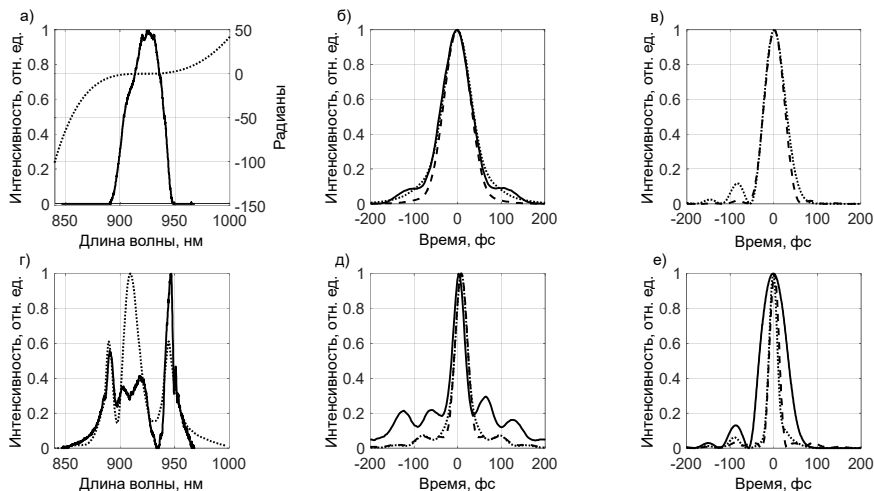 а)
Интенсивность, отн. ед.
1
0.8
0.6
0.4
0.2
0
850 900 950 1000
Длина волны, нм
50
0
-50
-100
-150
Радианы
б)
Интенсивность, отн. ед.
1
0.8
0.6
0.4
0.2
0
-200 -100 0 100 200
Время, фс
в)
Интенсивность, отн. ед.
1
0.8
0.6
0.4
0.2
0
-200 -100 0 100 200
Время, фс
г)
Интенсивность, отн. ед.
1
0.8
0.6
0.4
0.2
0
850 900 950 1000
Длина волны, нм
д)
Интенсивность, отн. ед.
1
0.8
0.6
0.4
0.2
0
-200 -100 0 100 200
Время, фс
е)
Интенсивность, отн. ед.
1
0.8
0.6
0.4
0.2
0
-200 -100 0 100 200
Время, фс